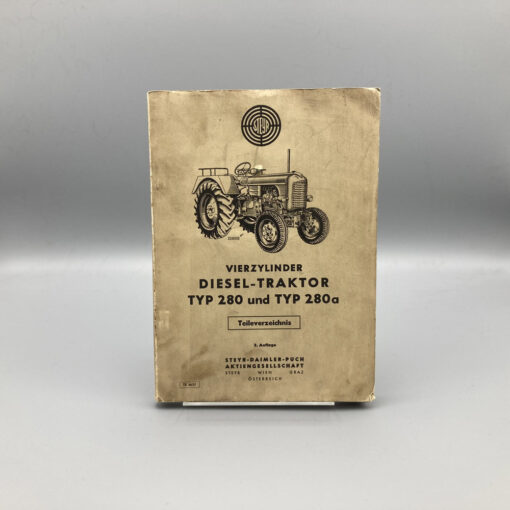 STEYR
VIERZYLINDER
DIESEL-TRAKTOR
TYP 280 und TYP 280a
Teileverzeichnis
2. Auflage
STEYR-DAIMLER-PUCH
AKTIENGESELLSCHAFT
STEYR WIEN GRAZ
ÖSTERREICH